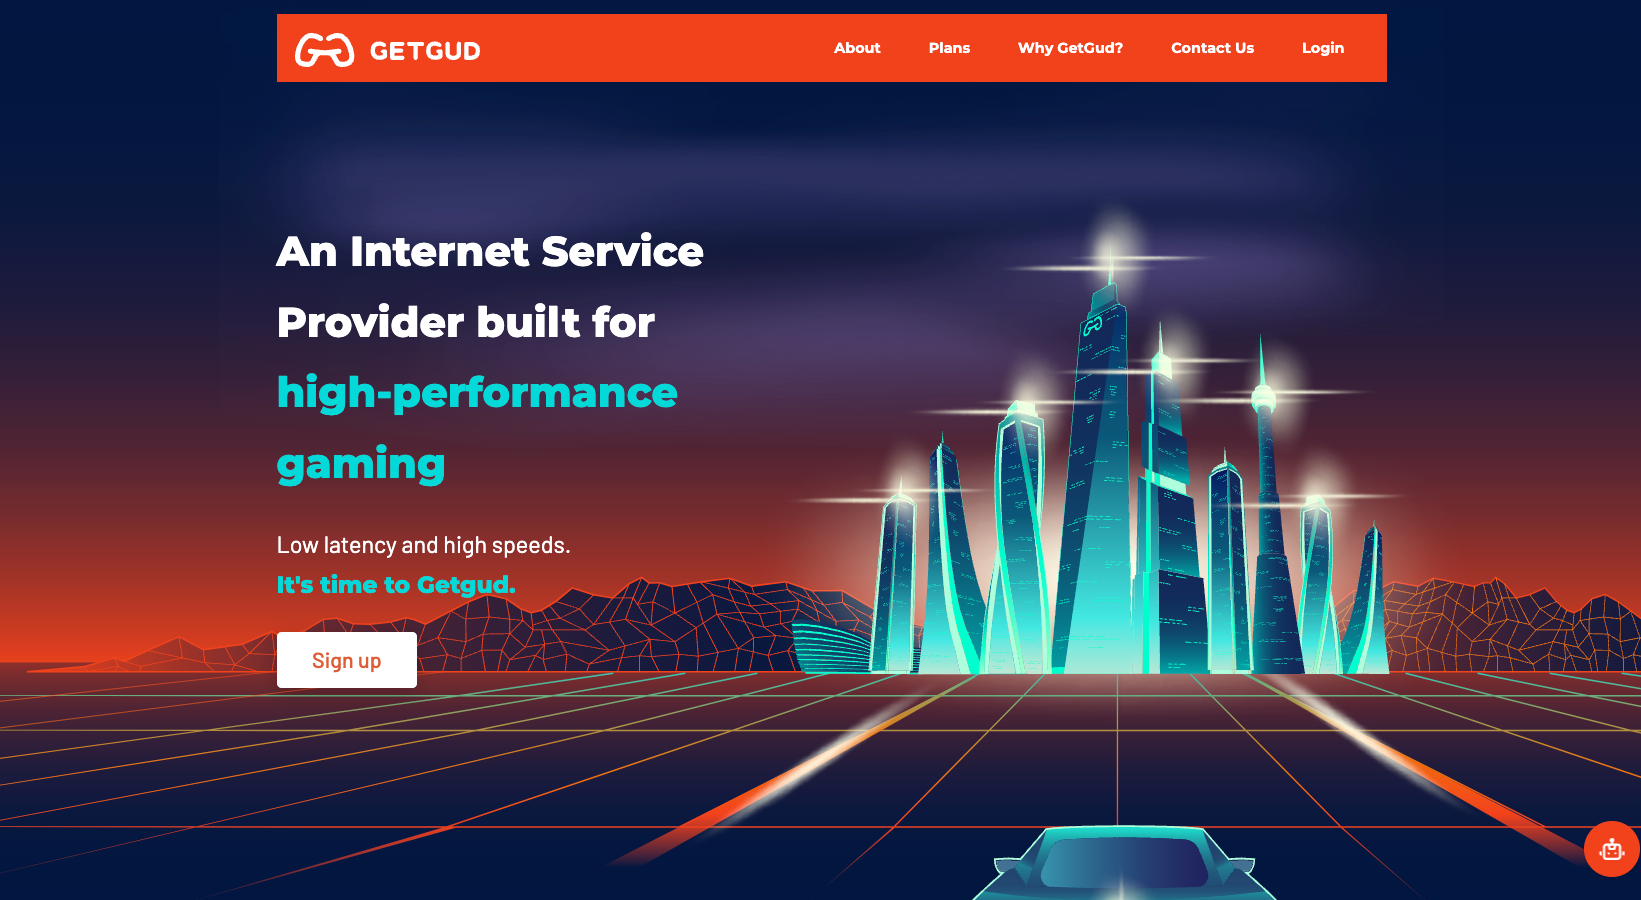 GETGUD
About Plans Why GetGud? Contact Us Login
An Internet Service
Provider built for
high-performance
gaming
Low latency and high speeds.
It's time to Getgud.
Sign up